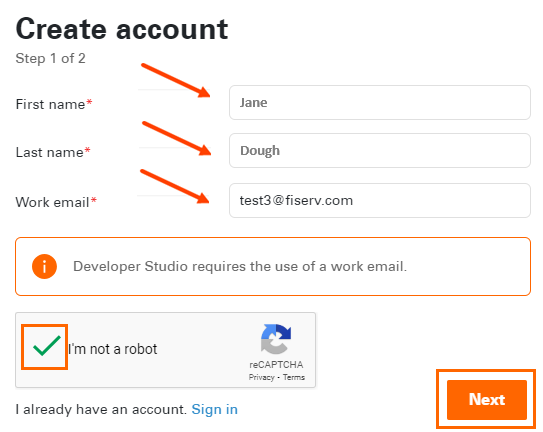 Create account
Step 1 of 2
First name*
Jane
Last name*
Dough
Work email*
test3@fiserv.com
Developer Studio requires the use of a work email.
I'm not a robot
reCAPTCHA
Privacy - Terms
I already have an account. Sign in
Next